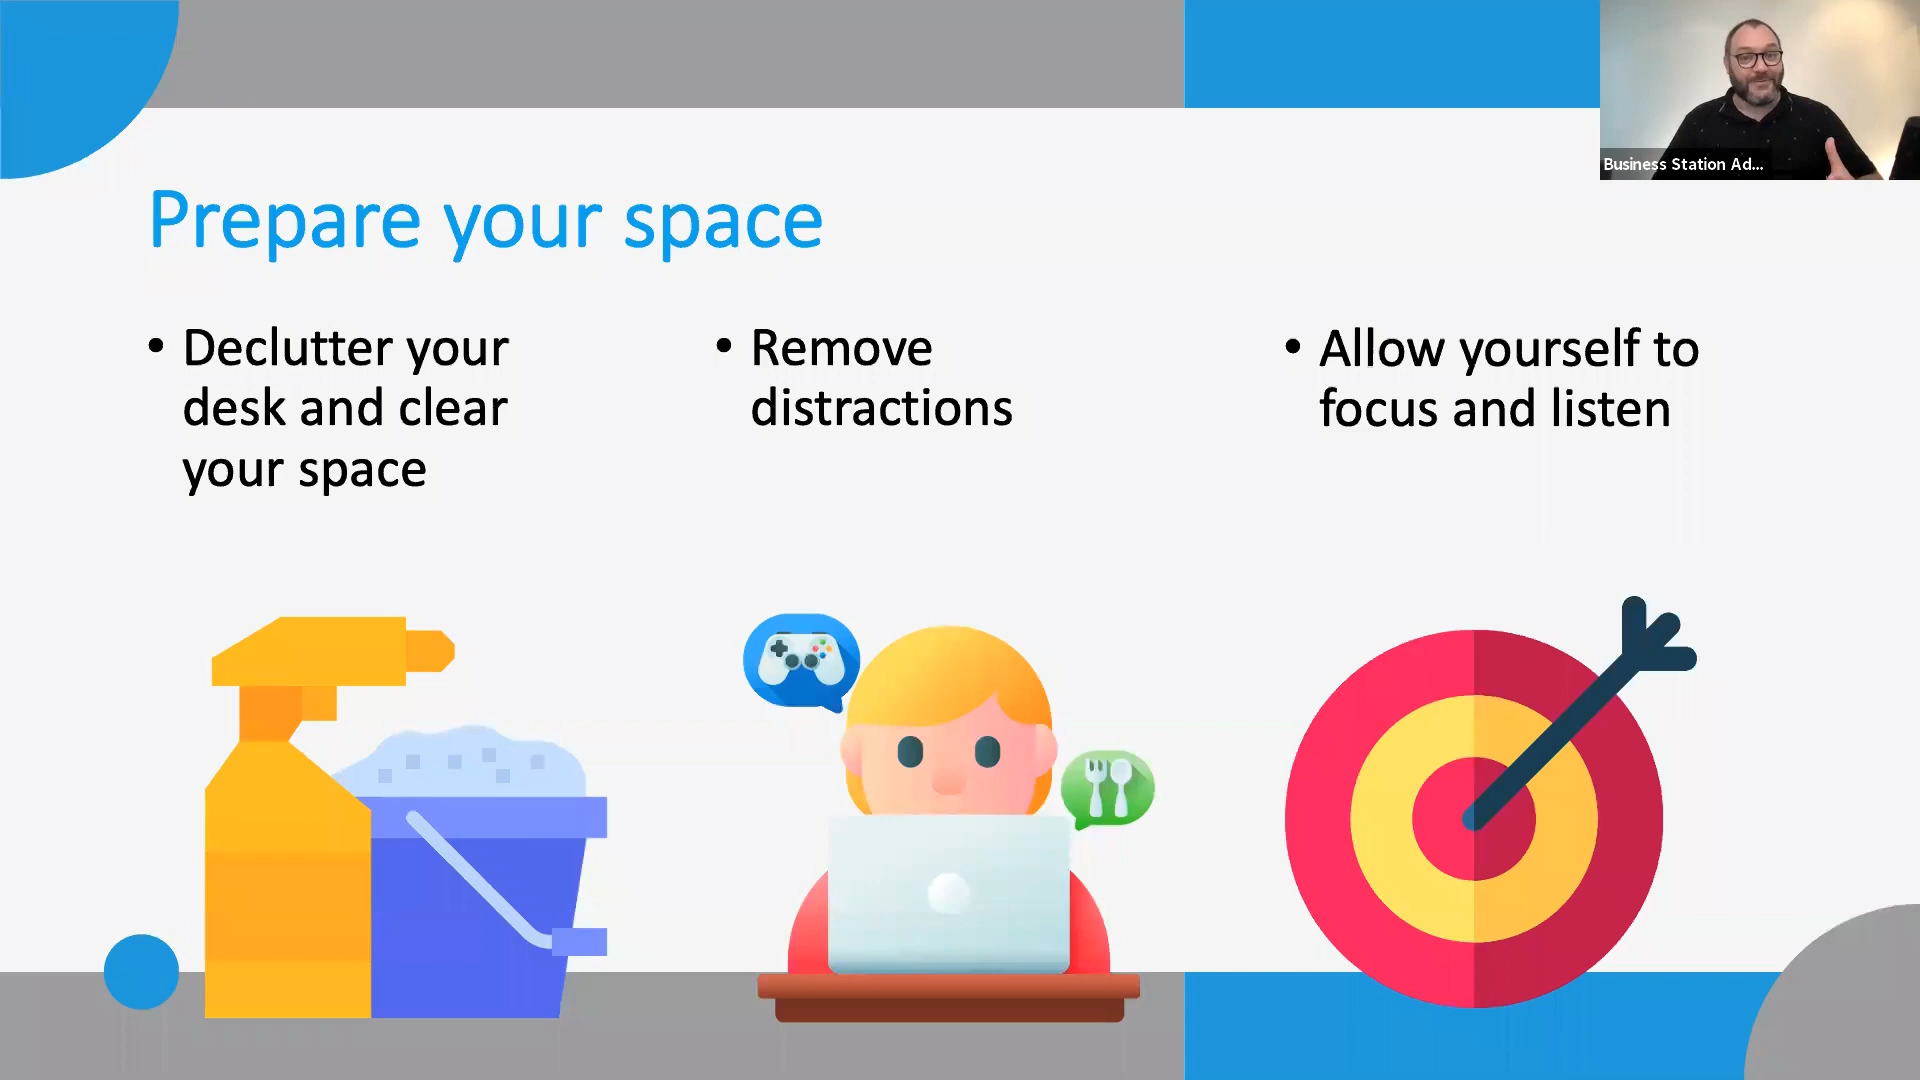 Business Station Ad...
Prepare your space
• Declutter your
desk and clear
your space
• Remove
distractions
• Allow yourself to
focus and listen